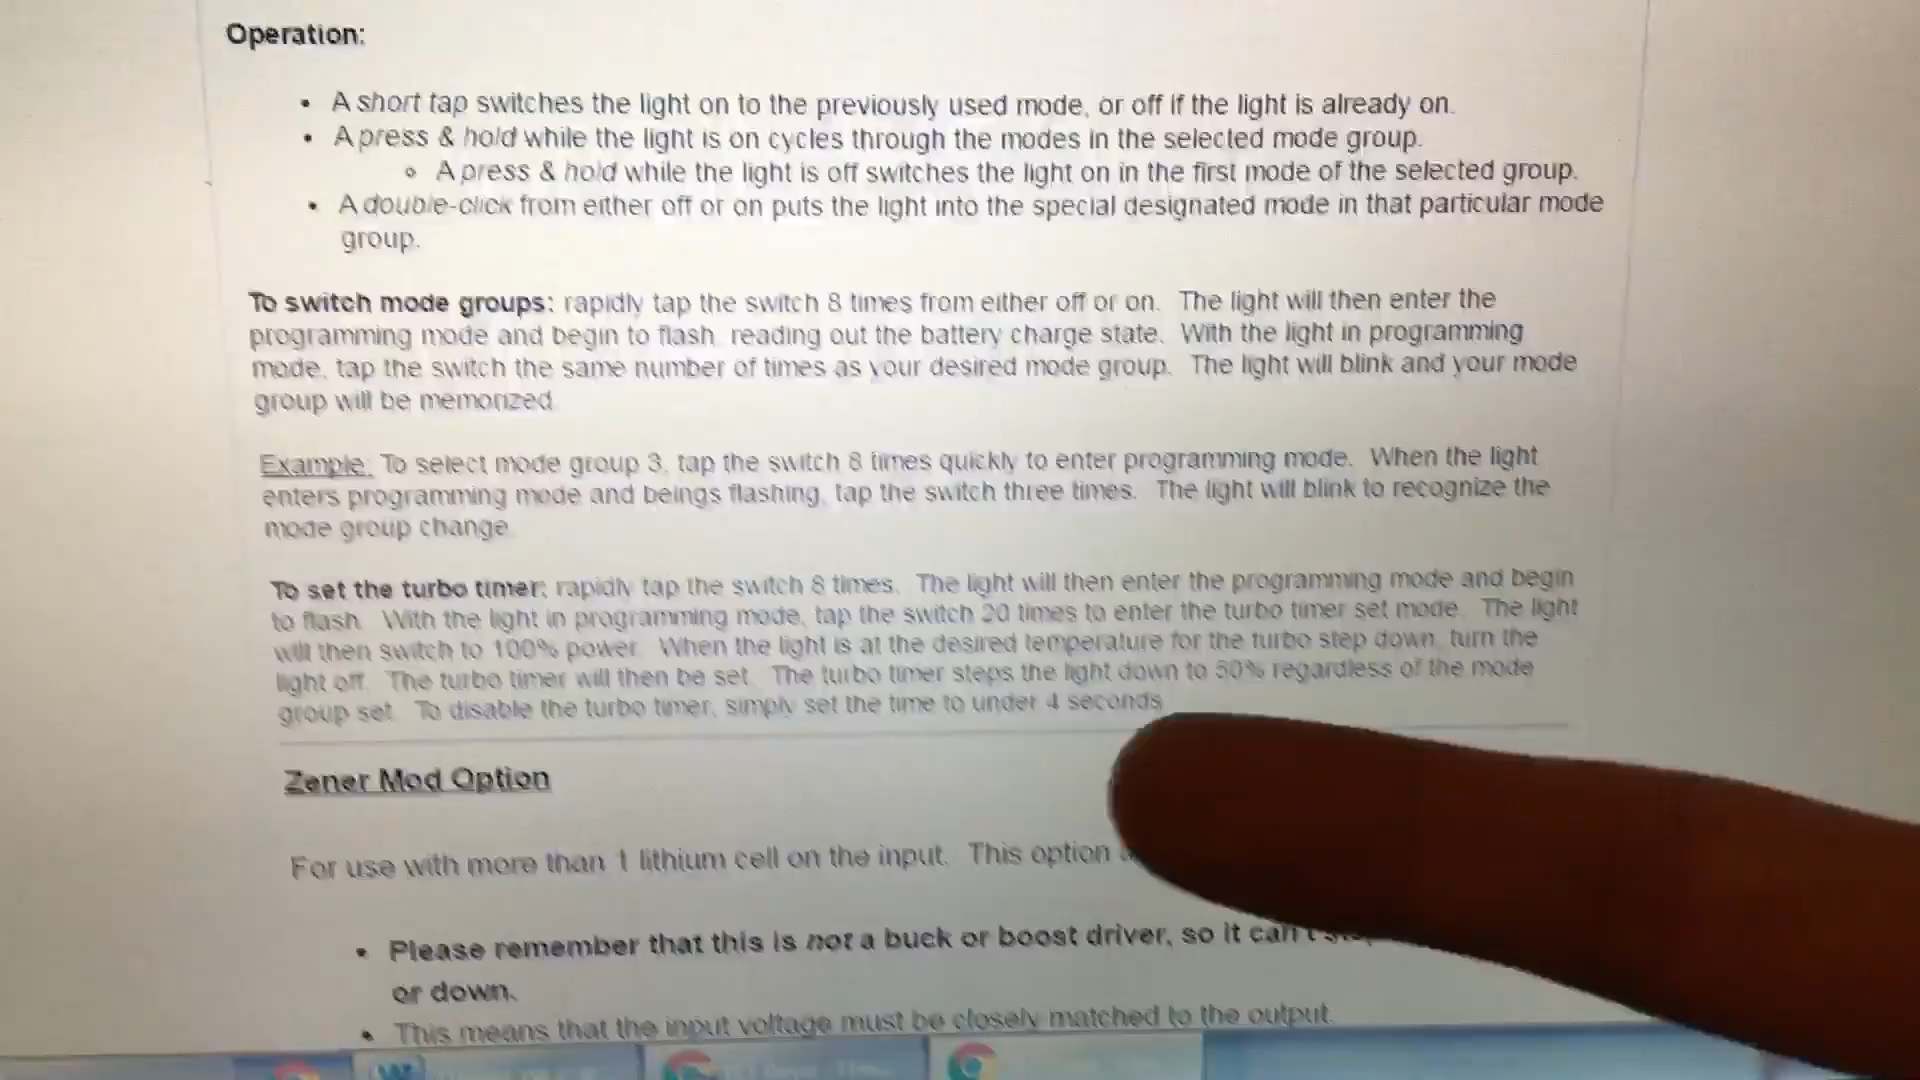 Operation:
A short tap switches the light on to the previously used mode, or off if the light is already on.
A press & hold while the light is on cycles through the modes in the selected mode group.
A press & hold while the light is off switches the light on in the first mode of the selected group.
A double-click from either off or on puts the light into the special designated mode in that particular mode
group.
To switch mode groups: rapidly tap the switch 8 times from either off or on. The light will then enter the
programming mode and begin to flash, reading out the battery charge state. With the light in programming
mode, tap the switch the same number of times as your desired mode group. The light will blink and your mode
group will be memorized.
Example: To select mode group 3, tap the switch 8 times quickly to enter programming mode. When the light
enters programming mode and beings flashing, tap the switch three times. The light will blink to recognize the
mode group change.
To set the turbo timer: rapidly tap the switch 8 times. The light will then enter the programming mode and begin
to flash. With the light in programming mode, tap the switch 20 times to enter the turbo timer set mode. The light
will then switch to 100% power. When the light is at the desired temperature for the turbo step down, turn the
light off. The turbo timer will then be set. The turbo timer steps the light down to 50% regardless of the mode
group set. To disable the turbo timer, simply set the time to under 4 seconds
Zener Mod Option
For use with more than 1 lithium cell on the input. This option
Please remember that this is not a buck or boost driver, so it can't
or down.
This means that the input voltage must be closely matched to the output.